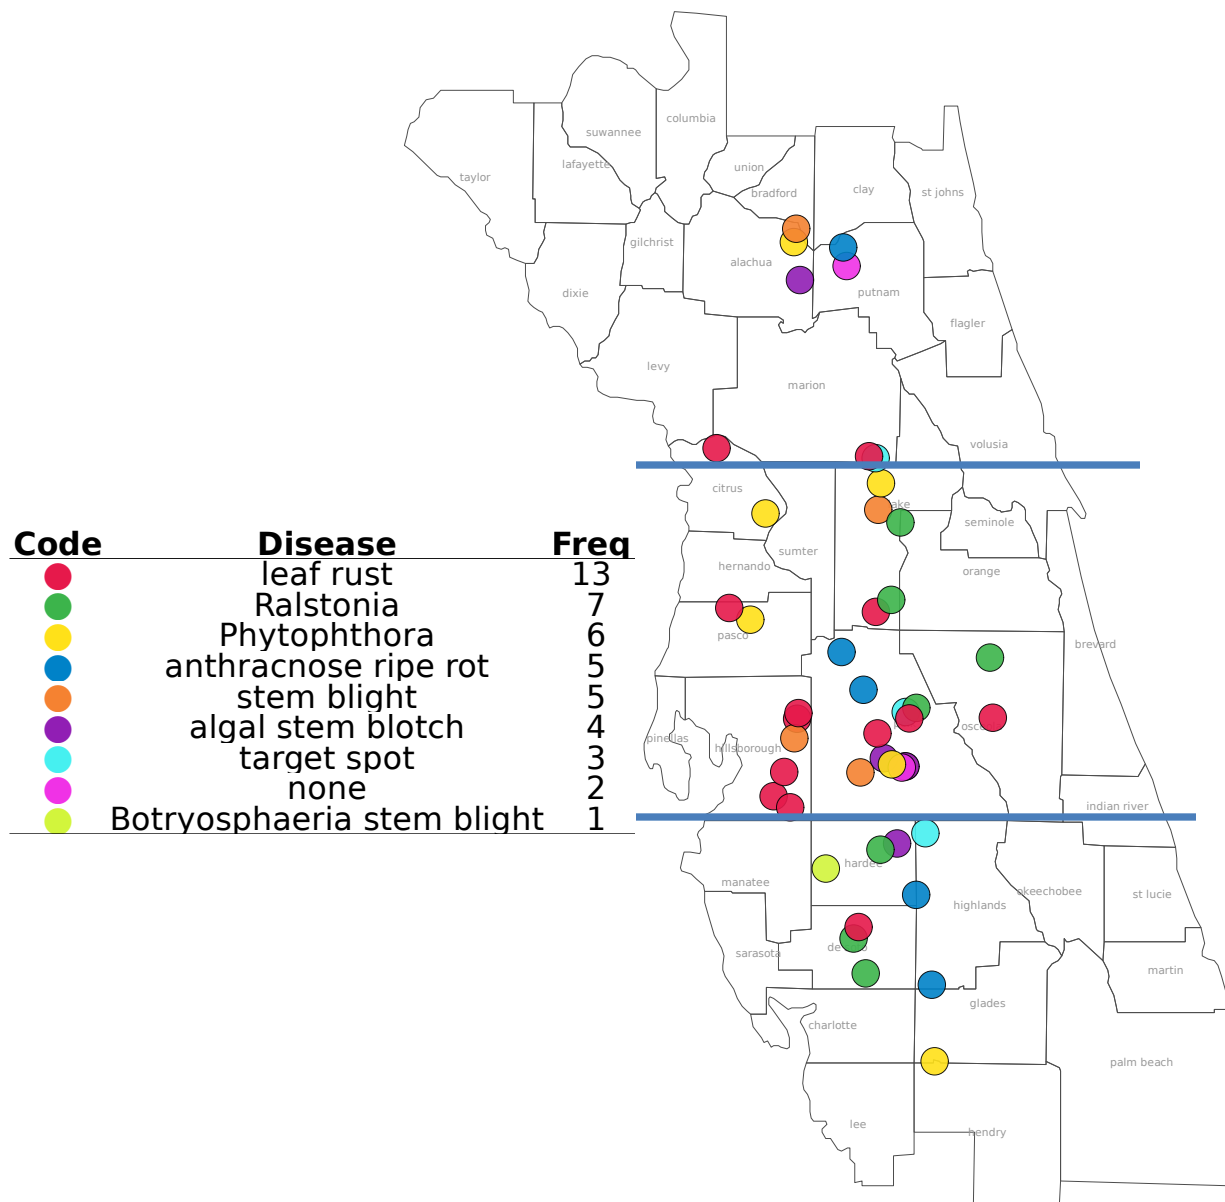 columbia
suwannee
lafayette
taylor
union
bradford
clay
st johns
gilchrist
alachua
dixie
putnam
flagler
levy
marion
volusia
citrus
seminole
sumter
hernando
orange
pasco
brevard
pinellas
hillsborough
indian river
Code Disease Freq
leaf rust 13
Ralstonia 7
Phytophthora 6
anthracnose ripe rot 5
stem blight 5
algal stem blotch 4
target spot 3
none 2
Botryosphaeria stem blight 1
manatee
hardee
highlands
okeechobee
st lucie
sarasota
martin
charlotte
glades
palm beach
lee
hendry